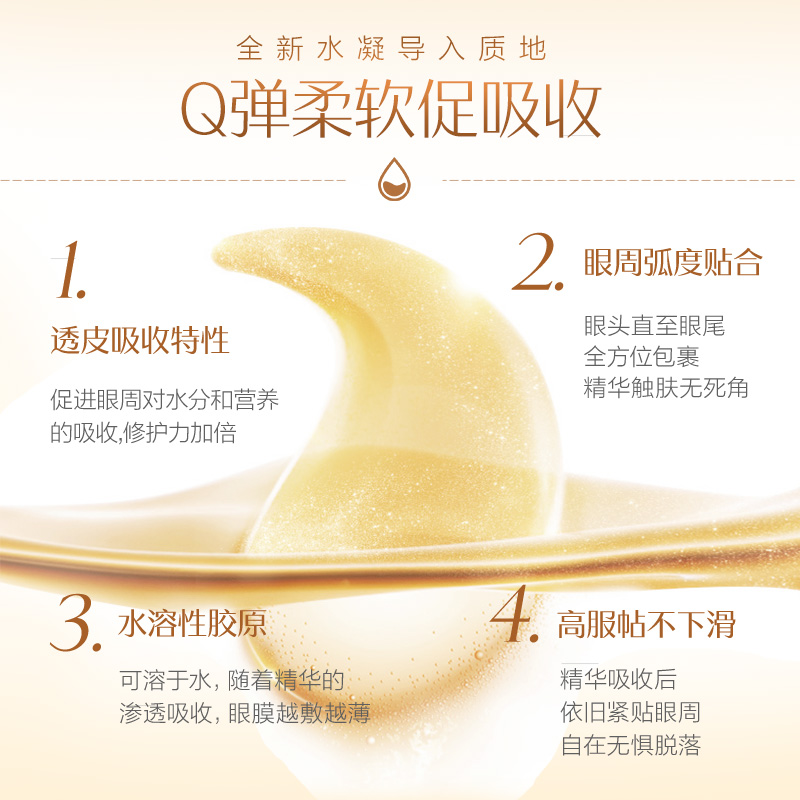 全新水凝导入质地
Q弹柔软促吸收
1.
透皮吸收特性
促进眼周对水分和营养
的吸收,修护力加倍
2.
眼周弧度贴合
眼头直至眼尾
全方位包裹
精华触肤无死角
3.
水溶性胶原
可溶于水，随着精华的
渗透吸收，眼膜越敷越薄
4.
高服帖不下滑
精华吸收后
依旧紧贴眼周
自在无惧脱落